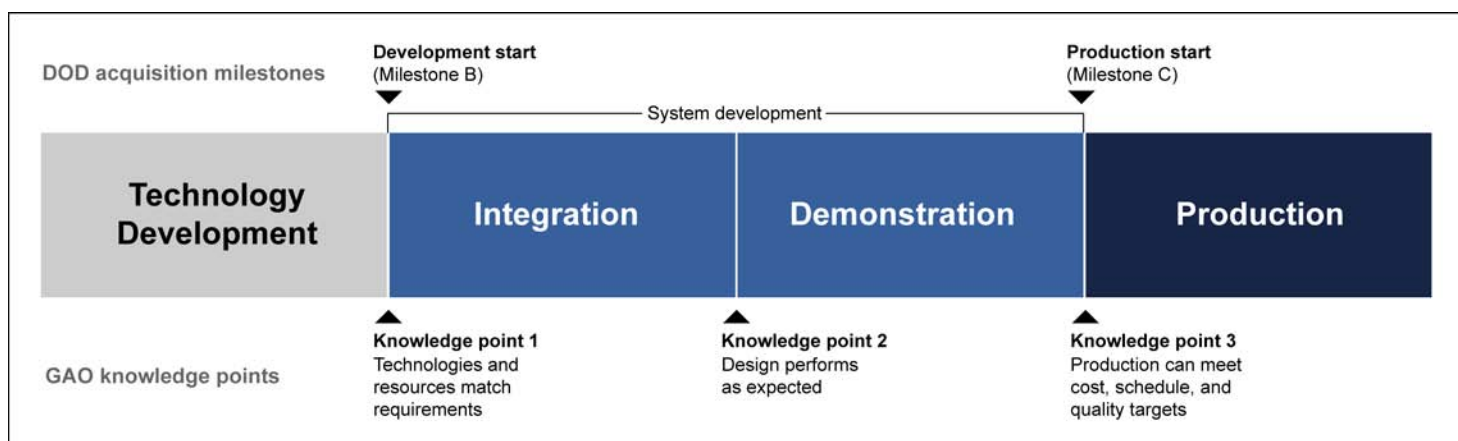 DOD acquisition milestones
Development start
(Milestone B)
Production start
(Milestone C)
System development
Technology
Development
Integration
Demonstration
Production
GAO knowledge points
Knowledge point 1
Technologies and
resources match
requirements
Knowledge point 2
Design performs
as expected
Knowledge point 3
Production can meet
cost, schedule, and
quality targets